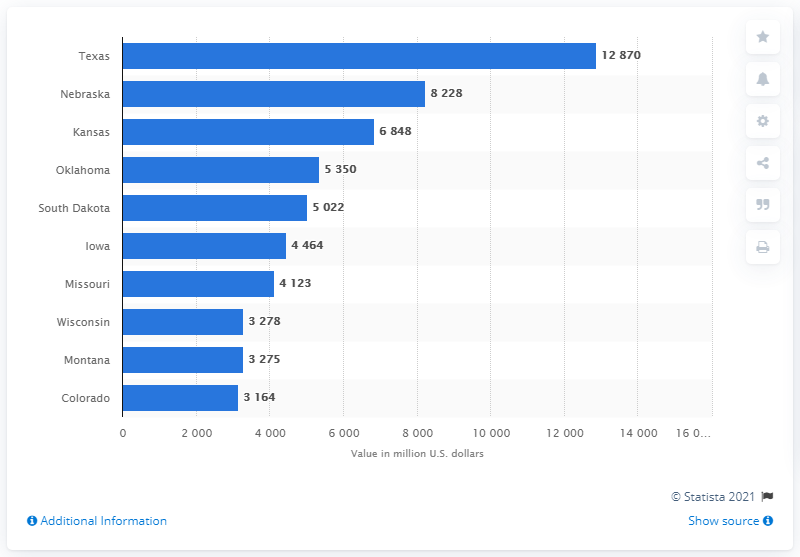 Texas 12 870
Nebraska 8 228
Kansas 6 848
Oklahoma 5 350
South Dakota 5 022
Iowa 4 464
Missouri 4 123
Wisconsin 3 278
Montana 3 275
Colorado 3 164
0 2 000 4 000 6 000 8 000 10 000 12 000 14 000 16 0...
Value in million U.S. dollars
© Statista 2021
Additional Information Show source